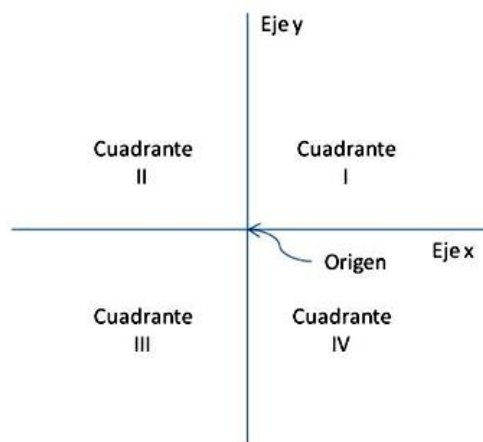 Eje y
Cuadrante
II
Cuadrante
I
Origen
Eje x
Cuadrante
III
Cuadrante
IV